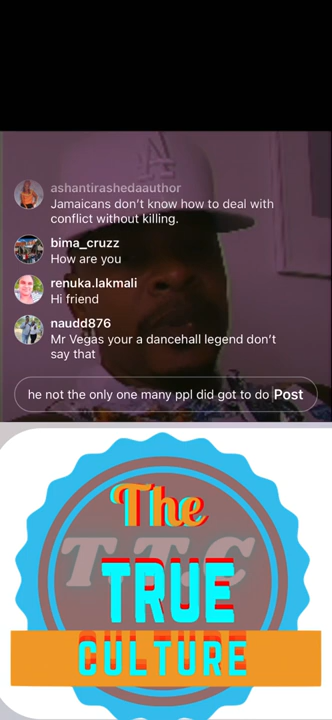 LA
ashantirashedaauthor
Jamaicans don't know how to deal with
conflict without killing.
bima_cruzz
How are you
renuka.lakmali
Hi friend
naudd876
Mr Vegas your a dancehall legend don't
say that
he not the only one many ppl did got to do Post
The
T.T.C
TRUE
CULTURE